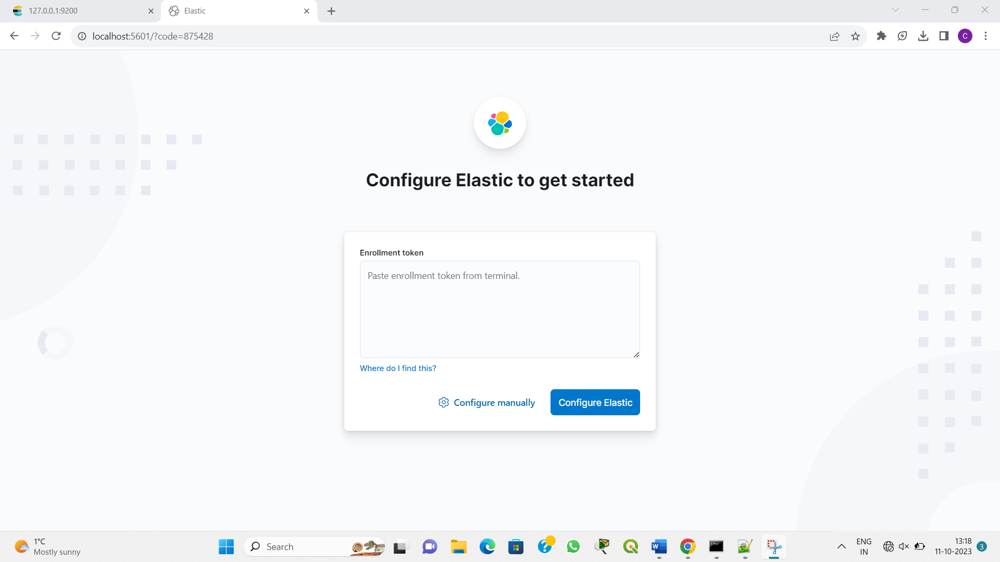 127.0.0.1:9200
Elastic
localhost:5601/?code=875428
C
Configure Elastic to get started
Enrollment token
Paste enrollment token from terminal.
Where do I find this?
Configure manually
Configure Elastic
1°C
Mostly sunny
Search
ENG
IN
13:18
11-10-2023
3